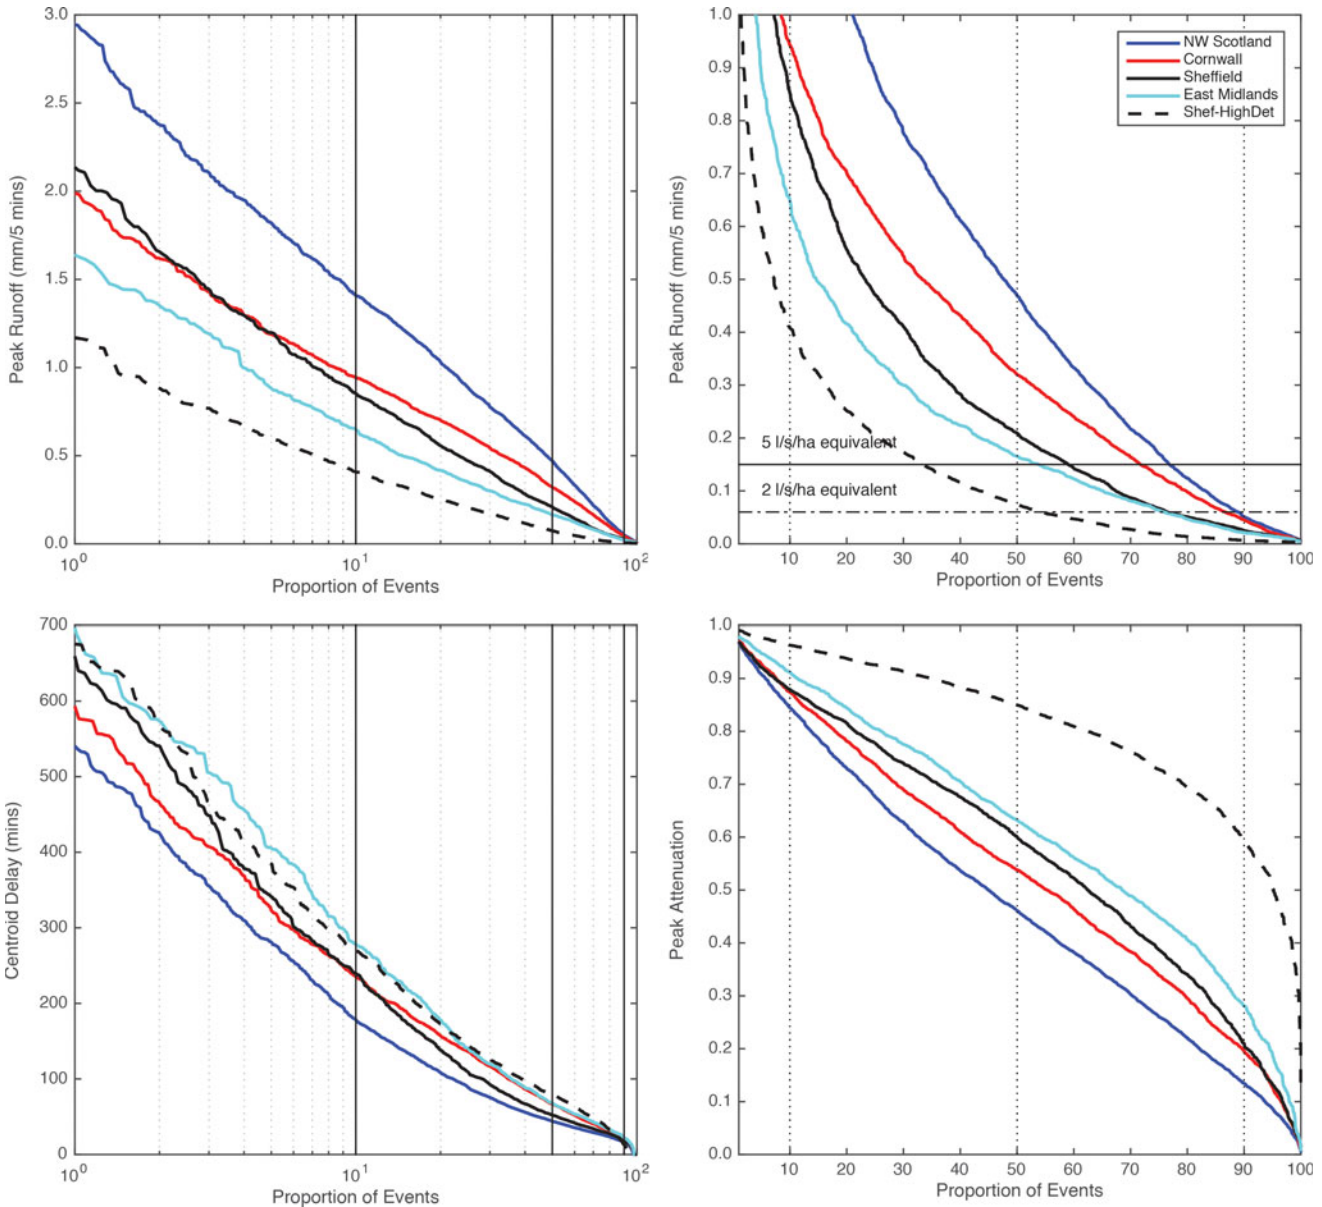 3.0
2.5
2.0
1.5
1.0
0.5
0.0
Peak Runoff (mm/5 mins)
10^0
10^1
10^2
Proportion of Events
1.0
0.9
0.8
0.7
0.6
0.5
0.4
0.3
0.2
0.1
0.0
Peak Runoff (mm/5 mins)
NW Scotland
Cornwall
Sheffield
East Midlands
Shef-HighDet
5 l/s/ha equivalent
2 l/s/ha equivalent
10 20 30 40 50 60 70 80 90 100
Proportion of Events
700
600
500
400
300
200
100
0
Centroid Delay (mins)
10^0
10^1
10^2
Proportion of Events
1.0
0.9
0.8
0.7
0.6
0.5
0.4
0.3
0.2
0.1
0.0
Peak Attenuation
10 20 30 40 50 60 70 80 90 100
Proportion of Events